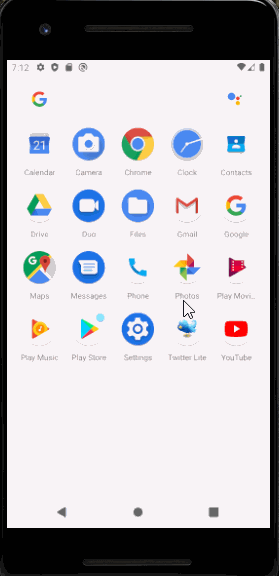 7:12
Calendar Camera Chrome Clock Contacts
Drive Duo Files Gmail Google
Maps Messages Phone Photos Play Movi...
Play Music Play Store Settings Twitter Lite YouTube